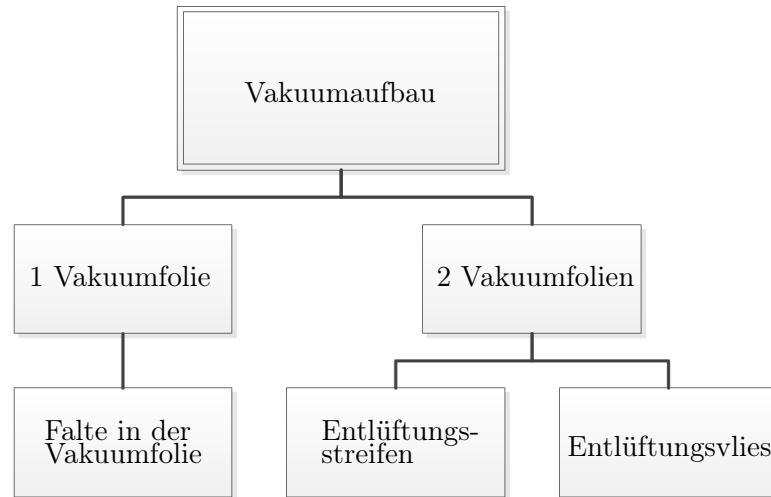 Vakuumaufbau
1 Vakuumfolie
2 Vakuumfolien
Falte in der
Vakuumfolie
Entlüftungs-
streifen
Entlüftungsvlies